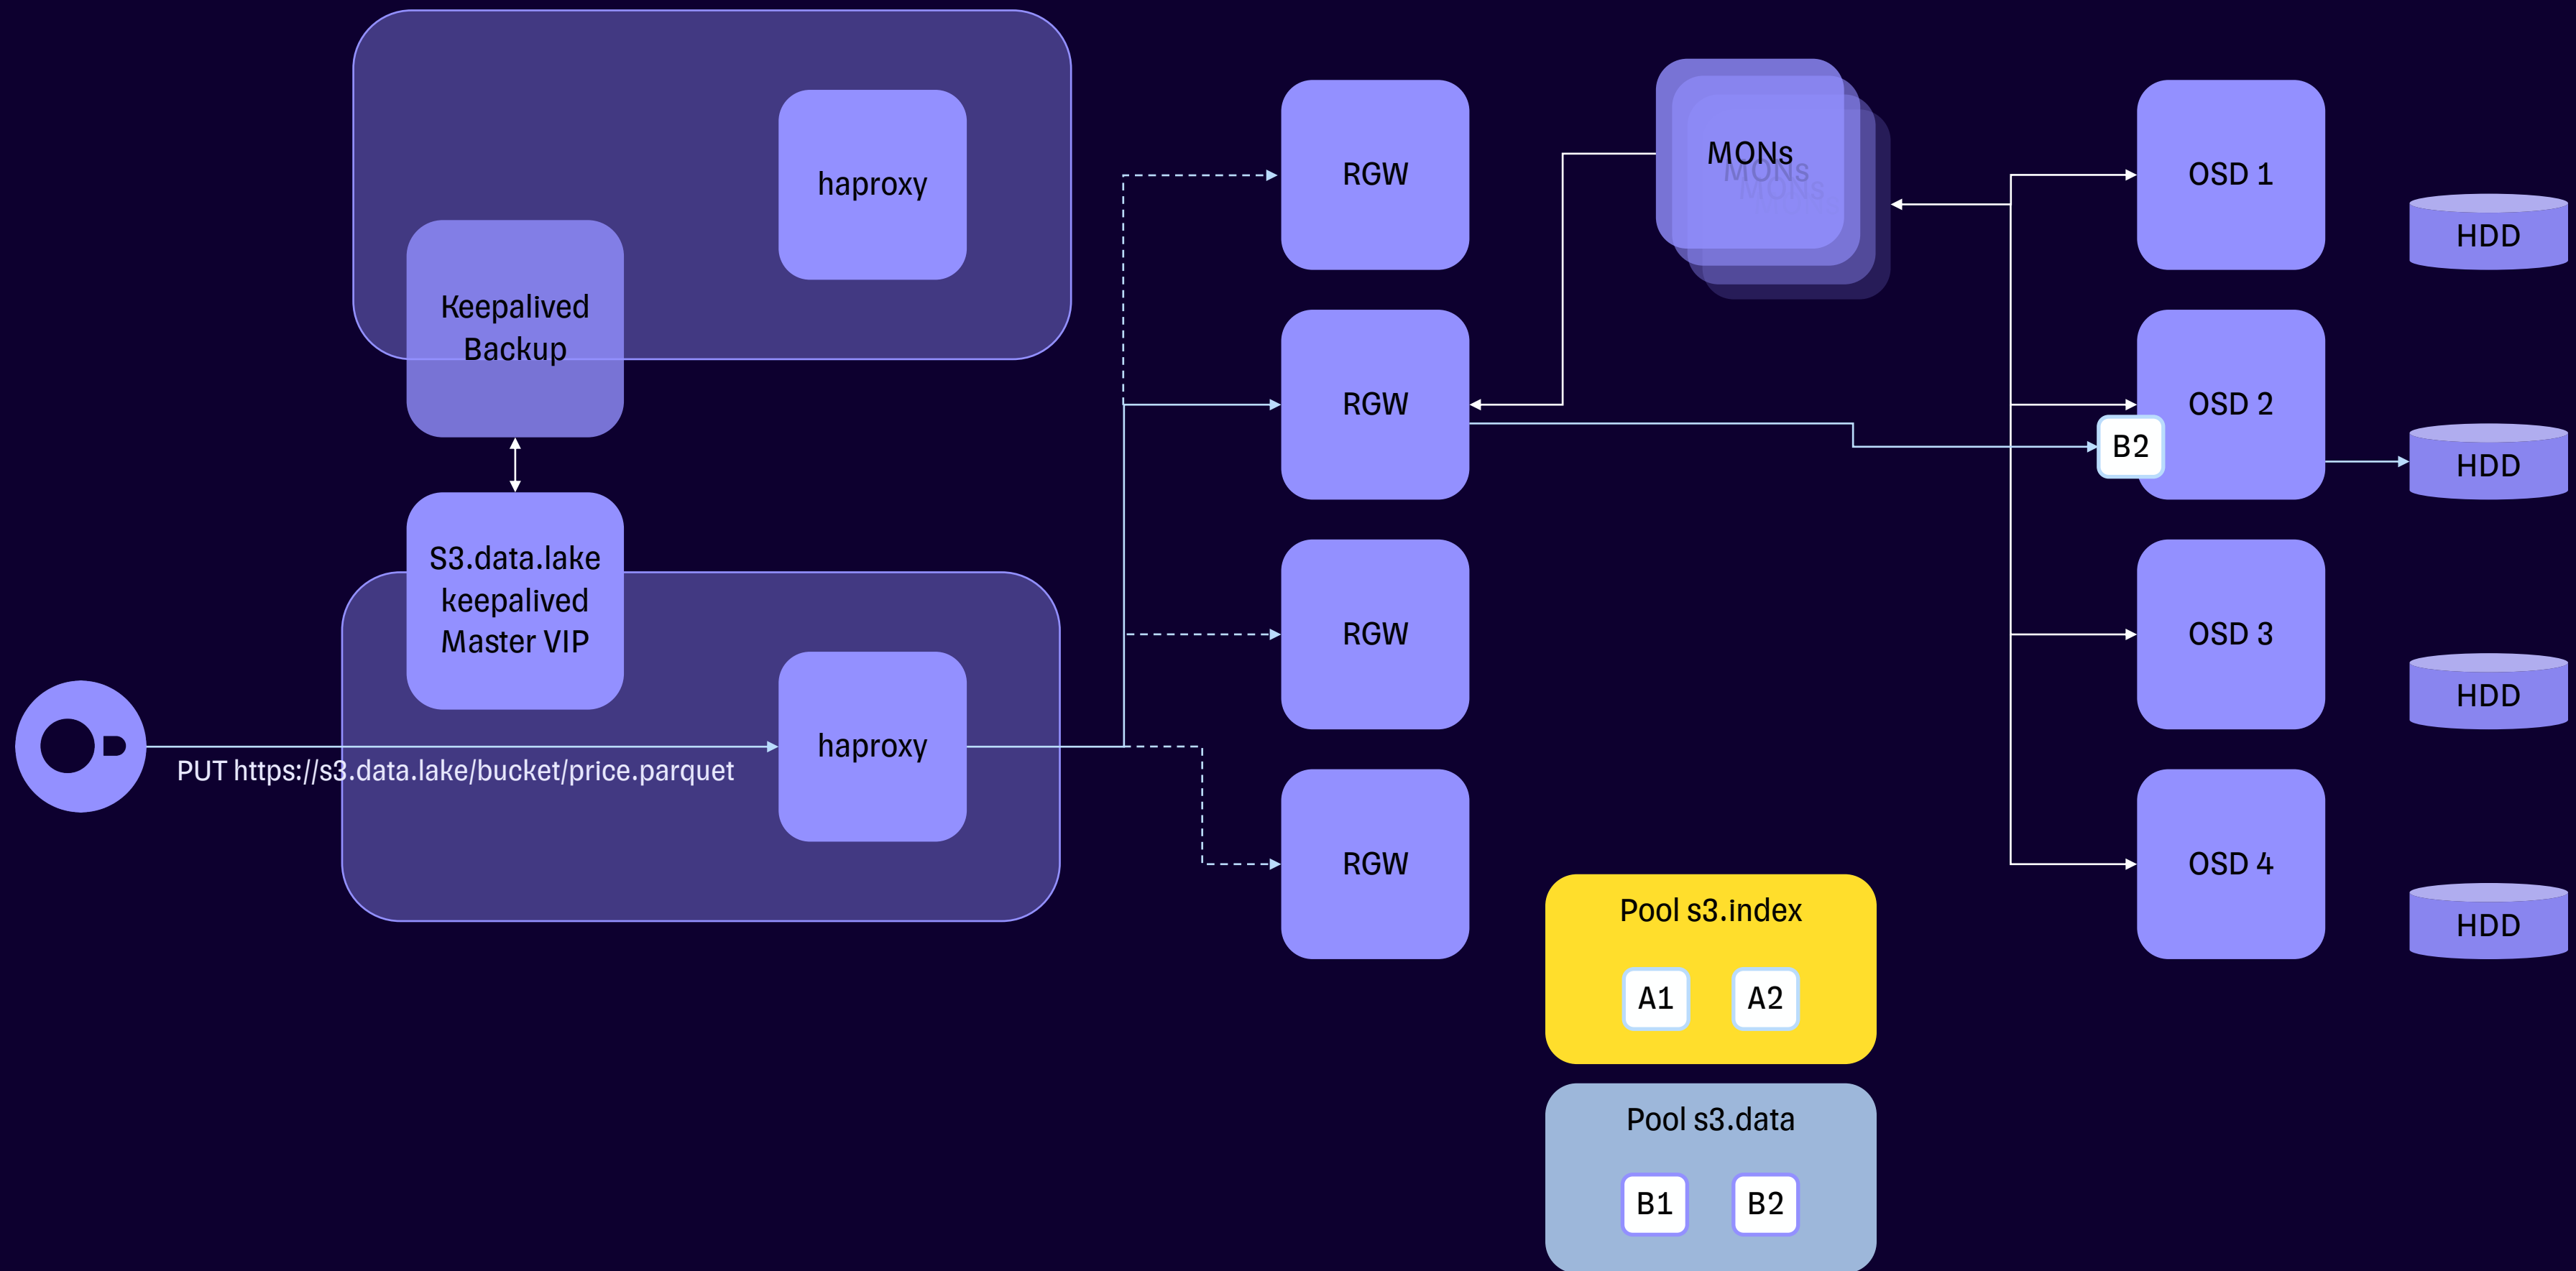 haproxy
Keepalived
Backup
S3.data.lake
keepalived
Master VIP
haproxy
PUT https://s3.data.lake/bucket/price.parquet
RGW
RGW
RGW
RGW
MONs
MONs
MONs
OSD 1
OSD 2
B2
OSD 3
OSD 4
HDD
HDD
HDD
HDD
Pool s3.index
A1 A2
Pool s3.data
B1 B2